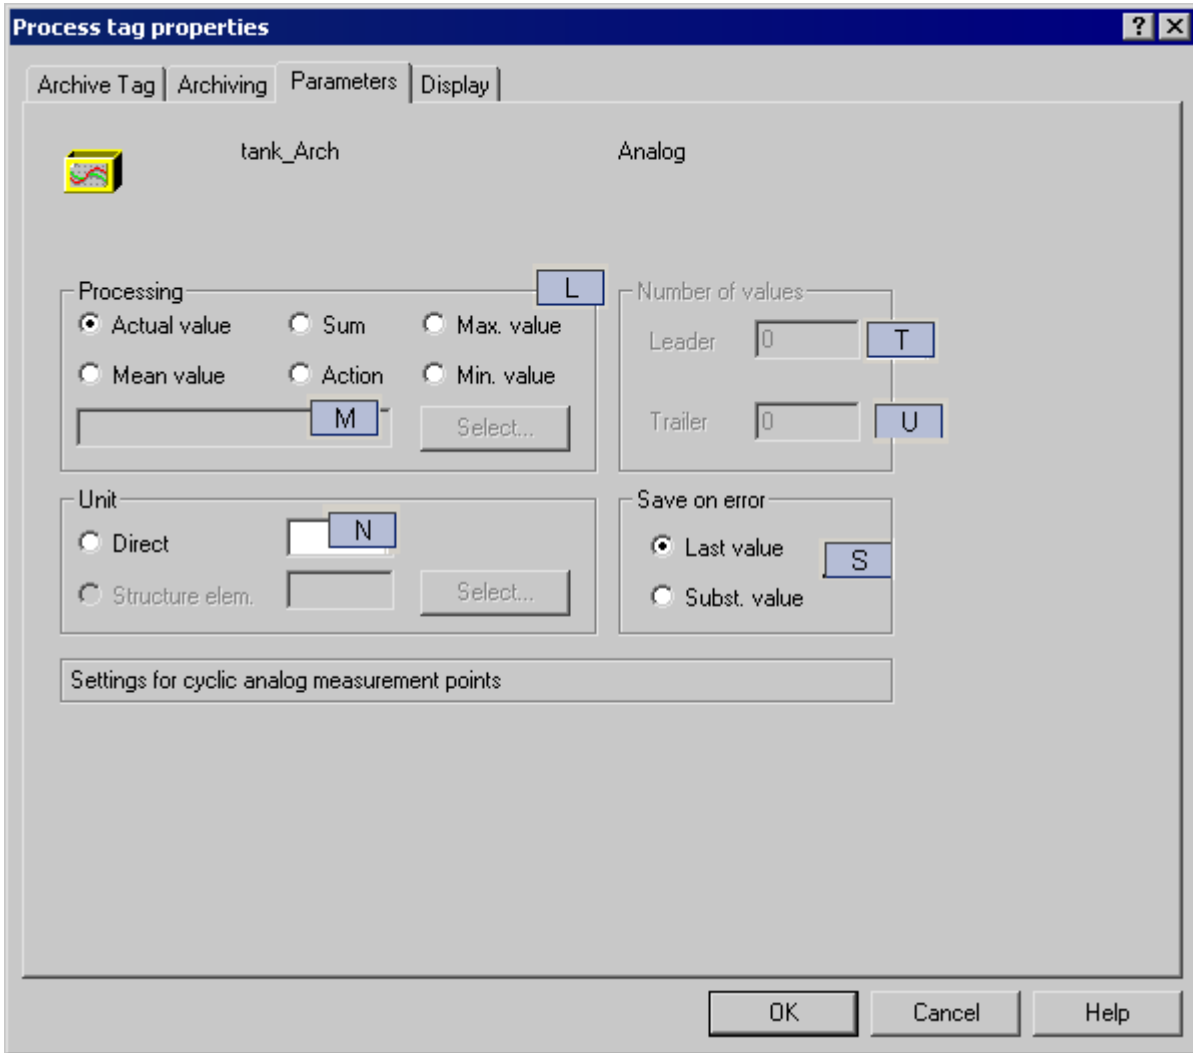 Process tag properties
Archive Tag Archiving Parameters Display
tank_Arch Analog
Processing L Number of values
Actual value Sum Max. value Leader 0 T
Mean value Action Min. value
M Select... Trailer 0 U
Unit Save on error
Direct N Last value S
Structure elem. Select... Subst. value
Settings for cyclic analog measurement points
OK Cancel Help